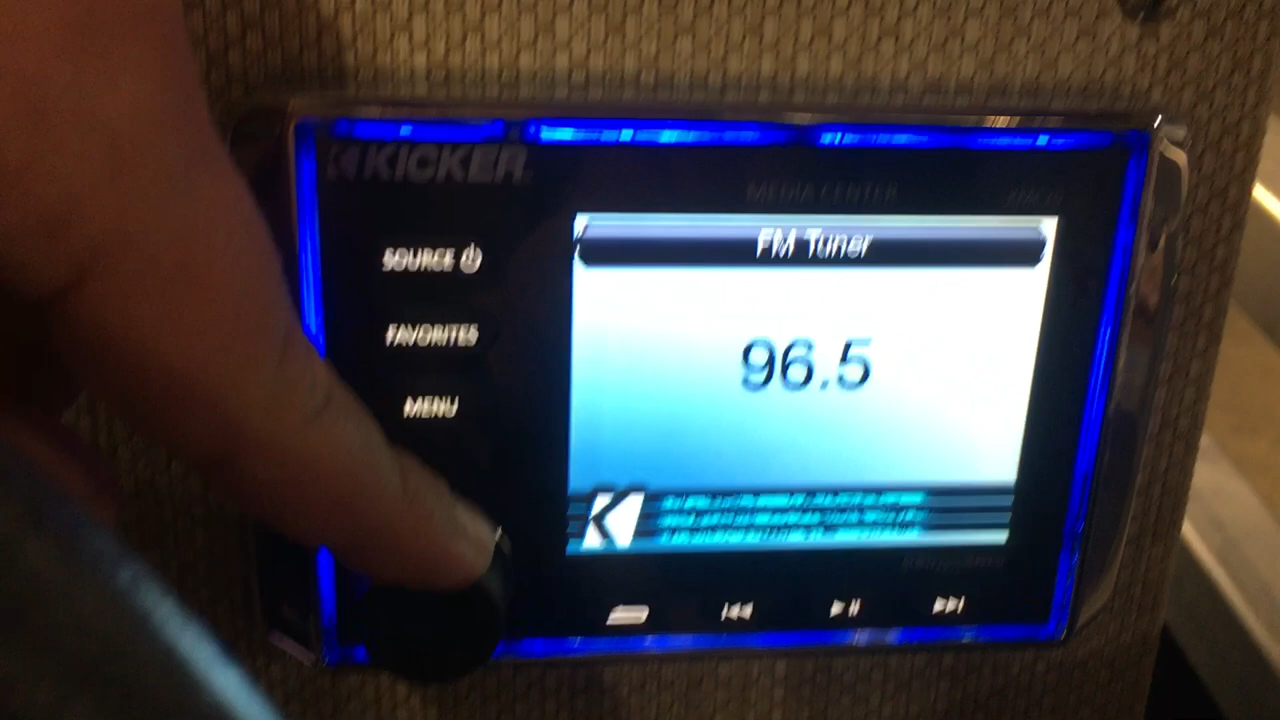 KICKER
MEDIA CENTER
SOURCE
FM Tuner
FAVORITES
96.5
MENU
K